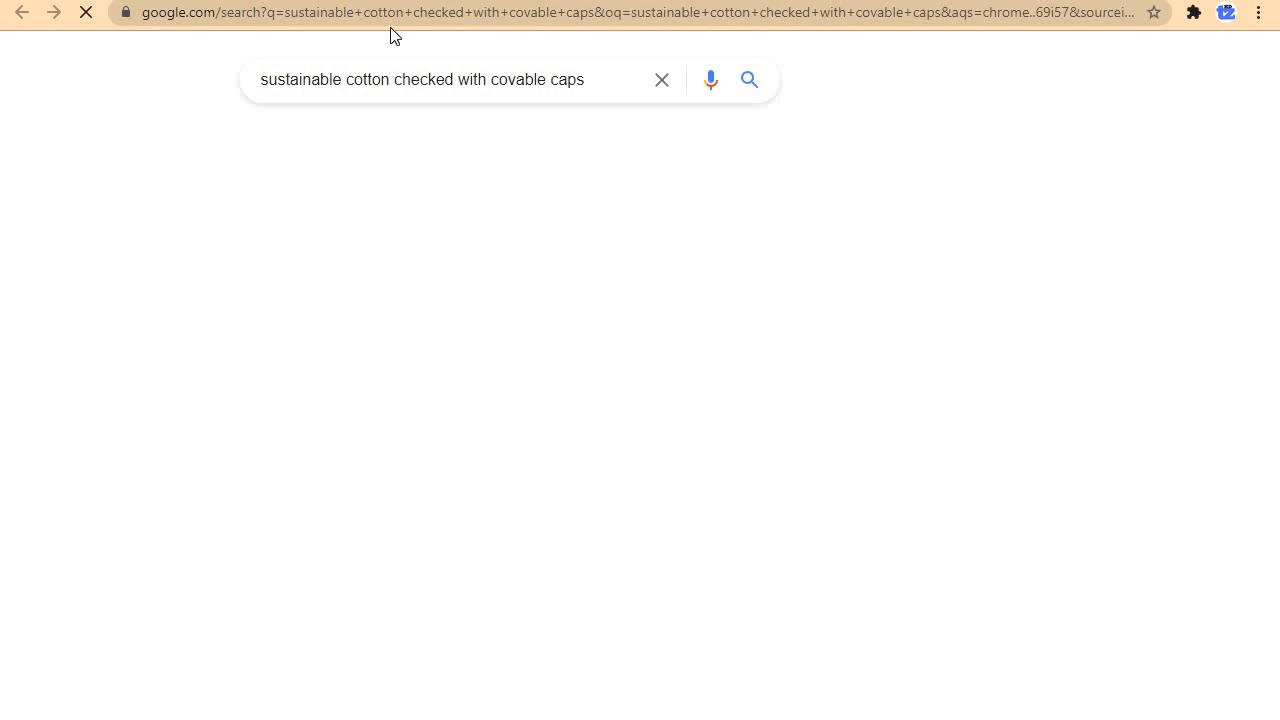 google.com/search?q=sustainable+cotton+checked+with+covable+caps&oq=sustainable+cotton+checked+with+covable+caps&aqs=chrome..69i57&sourcei...
sustainable cotton checked with covable caps